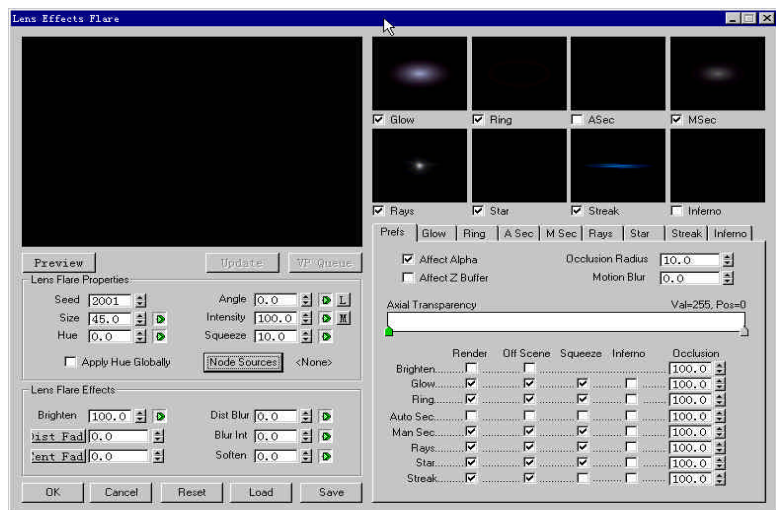 Lens Effects Flare
Glow Ring ASec MSec
Rays Star Streak Inferno
Preview Update VP Queue
Lens Flare Properties
Seed 2001 Angle 0.0 L
Size 45.0 Intensity 100.0 M
Hue 0.0 Squeeze 10.0
Apply Hue Globally Node Sources <None>
Lens Flare Effects
Brighten 100.0 Dist Blur 0.0
ist Fad 0.0 Blur Int 0.0
ent Fad 0.0 Soften 0.0
OK Cancel Reset Load Save
Prefs Glow Ring A Sec M Sec Rays Star Streak Inferno
Affect Alpha Occlusion Radius 10.0
Affect Z Buffer Motion Blur 0.0
Axial Transparency Val=255, Pos=0
Render Off Scene Squeeze Inferno Occlusion
Brighten 100.0
Glow 100.0
Ring 100.0
Auto Sec 100.0
Man Sec 100.0
Rays 100.0
Star 100.0
Streak 100.0